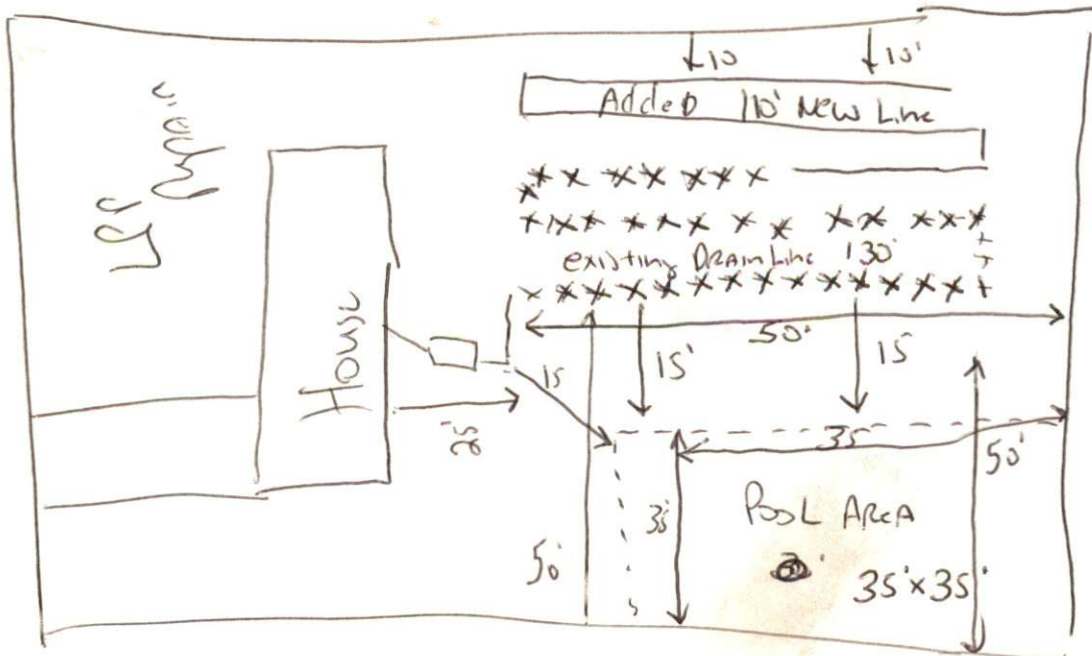 10 10'
Added 110' New Line
existing Drain Line 130'
50'
15' 15'
15
House
25'
35
50'
35'
Pool Area
50'
35' x 35'